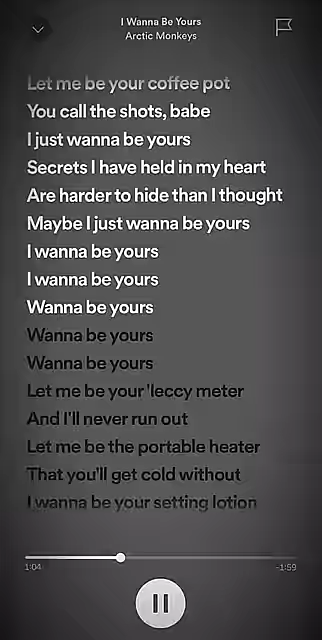 I Wanna Be Yours
Arctic Monkeys
Let me be your coffee pot
You call the shots, babe
I just wanna be yours
Secrets I have held in my heart
Are harder to hide than I thought
Maybe I just wanna be yours
I wanna be yours
I wanna be yours
Wanna be yours
Wanna be yours
Wanna be yours
Let me be your 'leccy meter
And I'll never run out
Let me be the portable heater
That you'll get cold without
I wanna be your setting lotion
1:04
-1:59